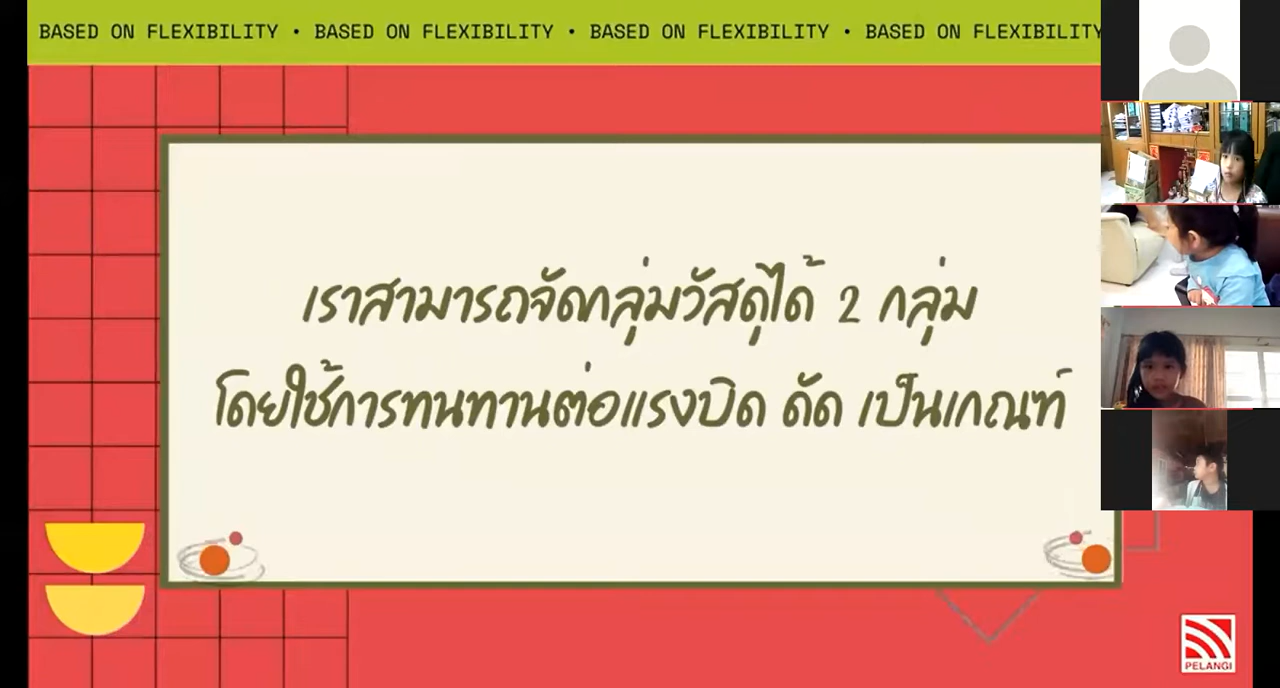 BASED ON FLEXIBILITY • BASED ON FLEXIBILITY • BASED ON FLEXIBILITY • BASED ON FLEXIBILITY
เราสามารถจัดกลุ่มวัสดุได้ 2 กลุ่ม
โดยใช้การทนทานต่อแรงบิด ดัด เป็นเกณฑ์
PELANGI